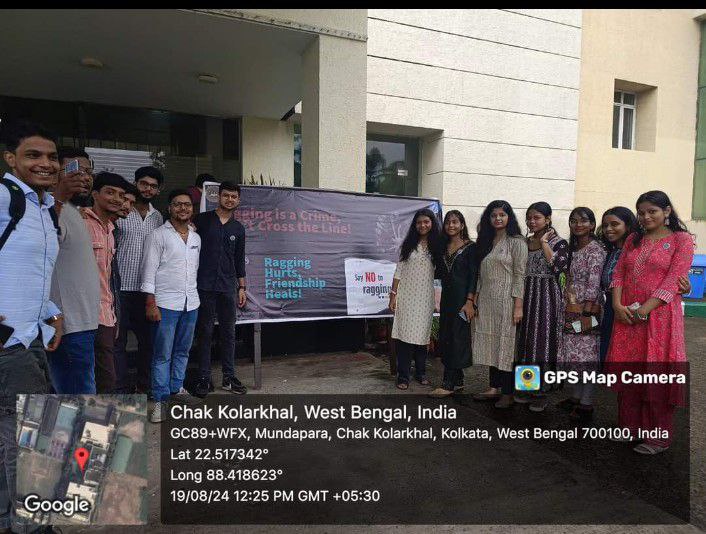 gging is a Crime,
t Cross the Line!
Ragging
Hurts,
Friendship
Heals!
Say NO to
ragging
GPS Map Camera
Chak Kolarkhal, West Bengal, India
GC89+WFX, Mundapara, Chak Kolarkhal, Kolkata, West Bengal 700100, India
Lat 22.517342°
Long 88.418623°
19/08/24 12:25 PM GMT +05:30
Google